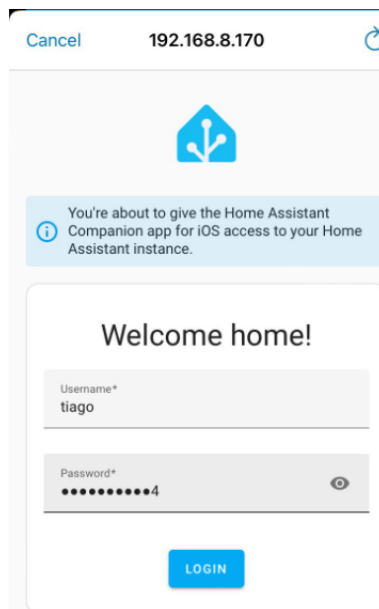 Cancel 192.168.8.170
You're about to give the Home Assistant
Companion app for iOS access to your Home
Assistant instance.
Welcome home!
Username*
tiago
Password*
••••••••••4
LOGIN